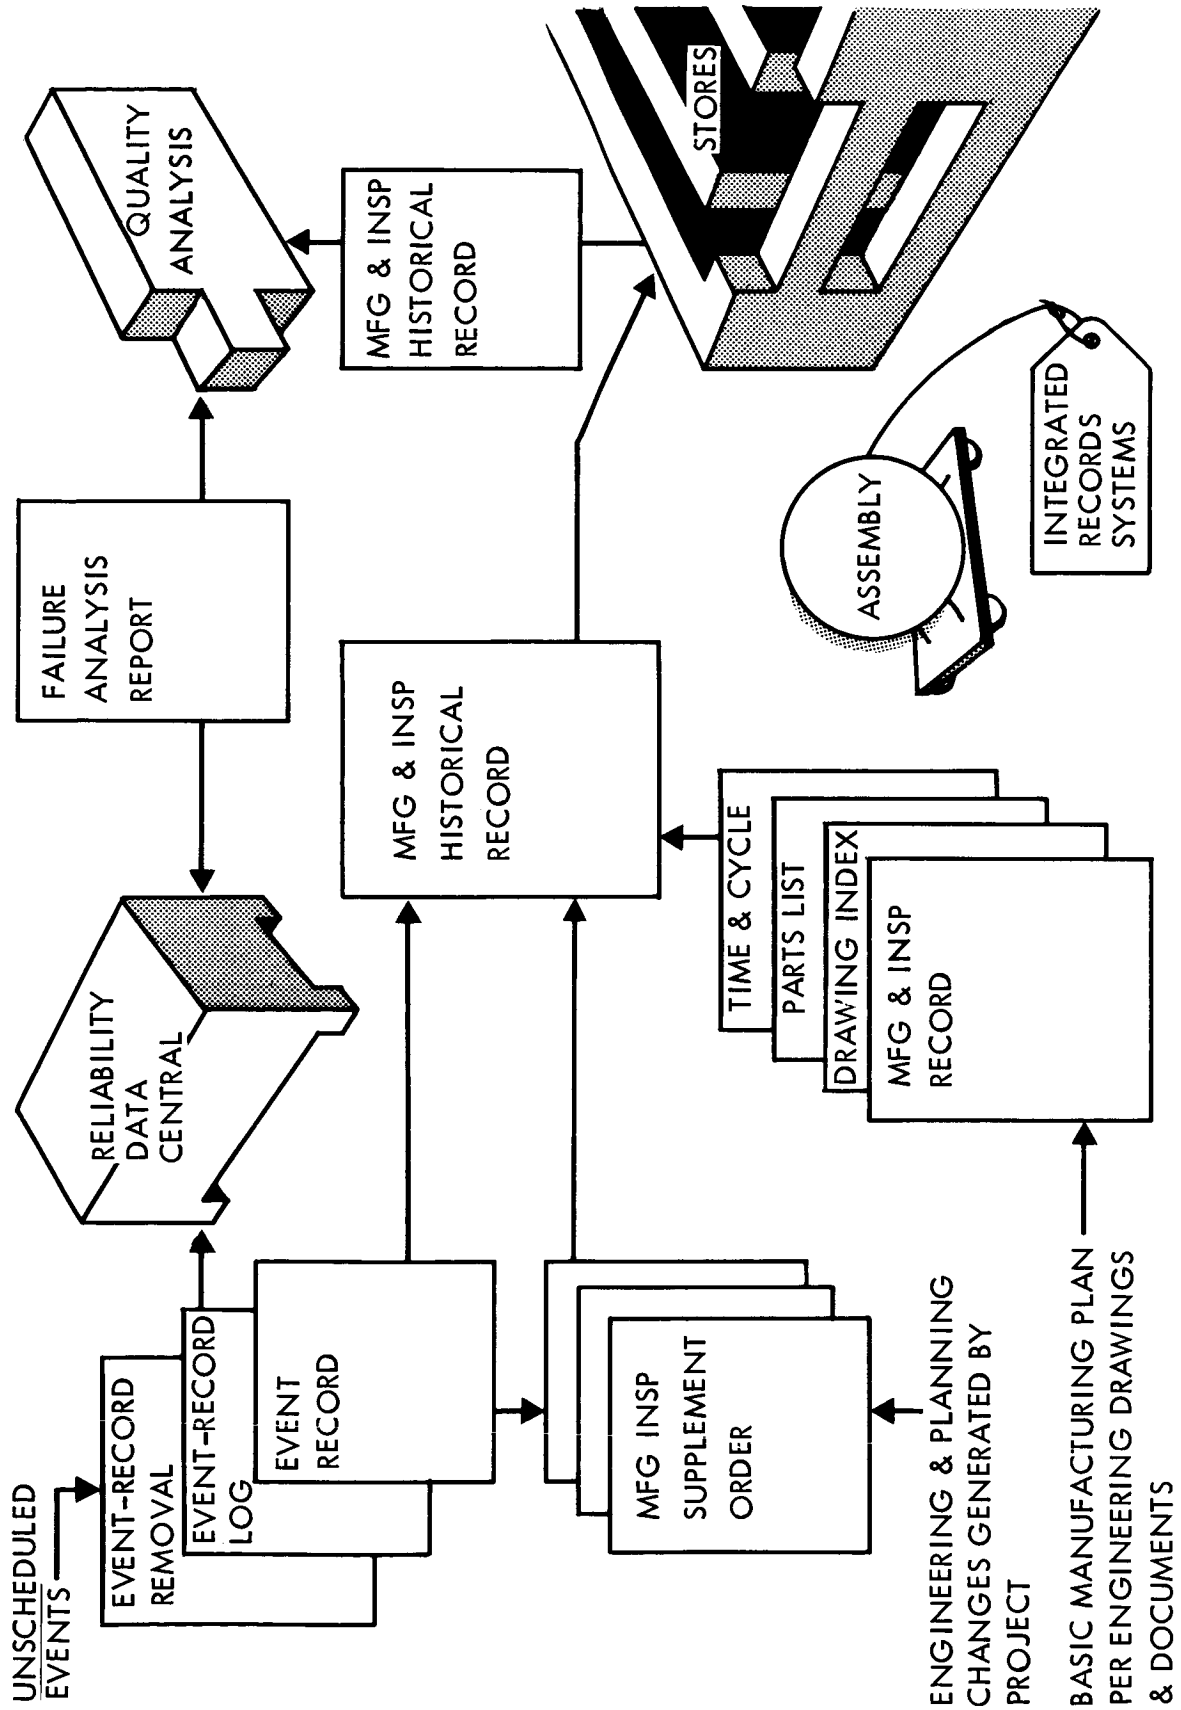 UNSCHEDULED
EVENTS
EVENT-RECORD
REMOVAL
EVENT-RECORD
LOG
EVENT
RECORD
RELIABILITY
DATA
CENTRAL
FAILURE
ANALYSIS
REPORT
QUALITY
ANALYSIS
MFG & INSP
HISTORICAL
RECORD
MFG & INSP
HISTORICAL
RECORD
STORES
MFG INSP
SUPPLEMENT
ORDER
TIME & CYCLE
PARTS LIST
DRAWING INDEX
MFG & INSP
RECORD
ASSEMBLY
INTEGRATED
RECORDS
SYSTEMS
ENGINEERING & PLANNING
CHANGES GENERATED BY
PROJECT
BASIC MANUFACTURING PLAN
PER ENGINEERING DRAWINGS
& DOCUMENTS